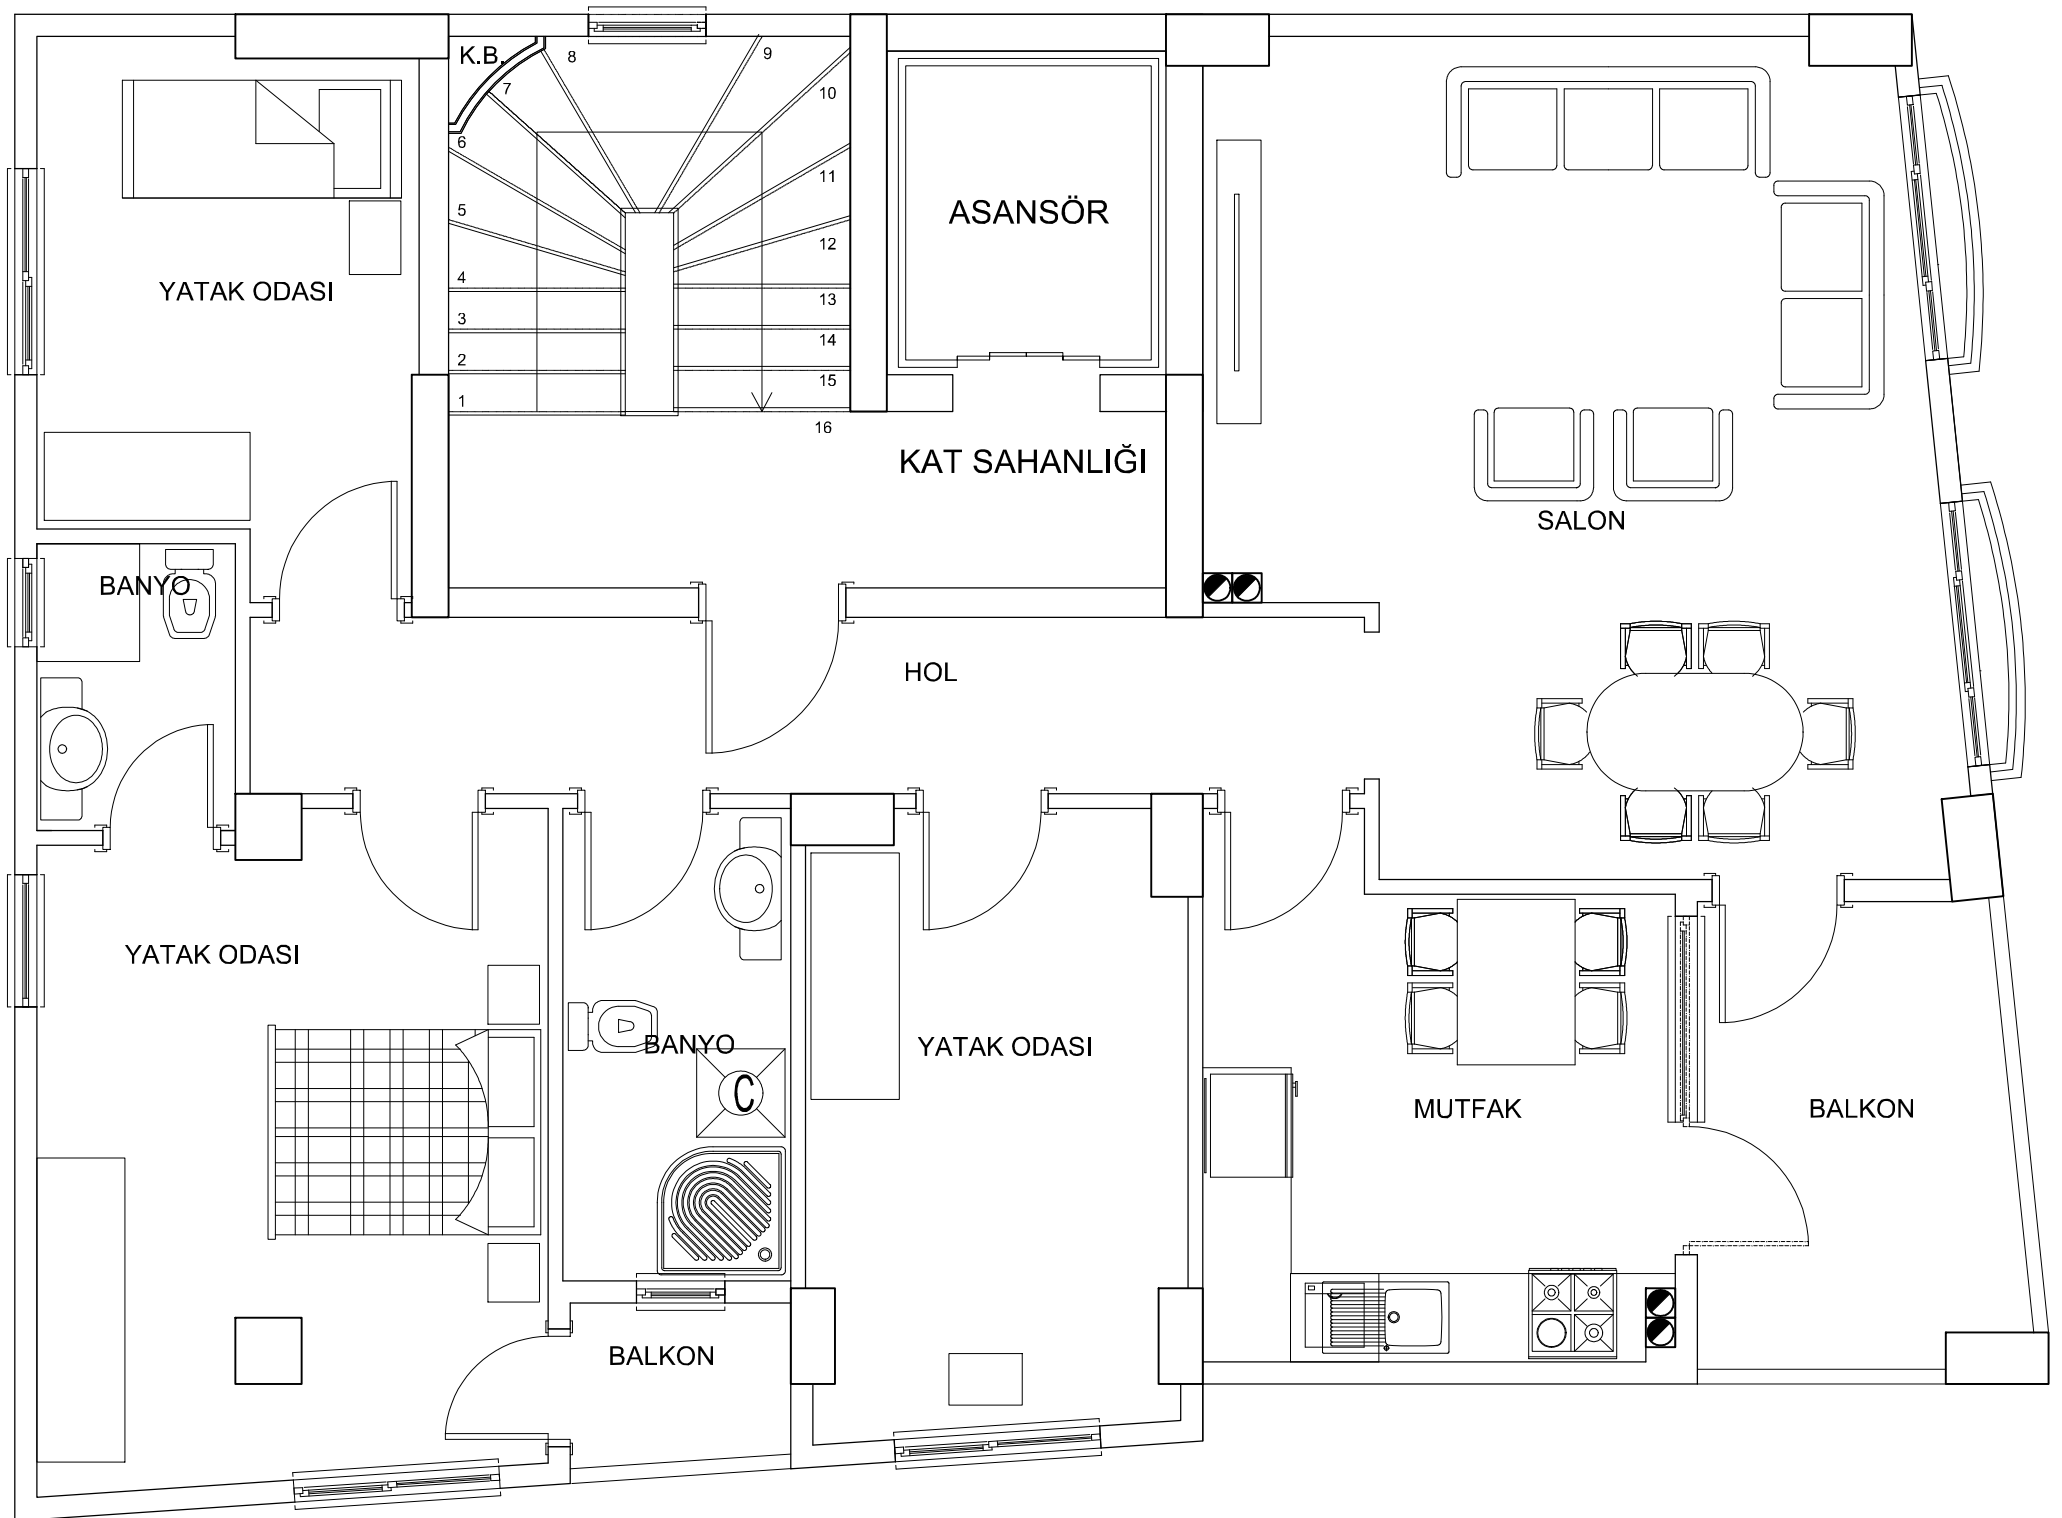 K.B.
8
9
7
10
6
11
5
12
4
13
3
14
2
15
1
16
ASANSÖR
YATAK ODASI
KAT SAHANLIĞI
SALON
BANYO
HOL
YATAK ODASI
BANYO
C
YATAK ODASI
MUTFAK
BALKON
BALKON